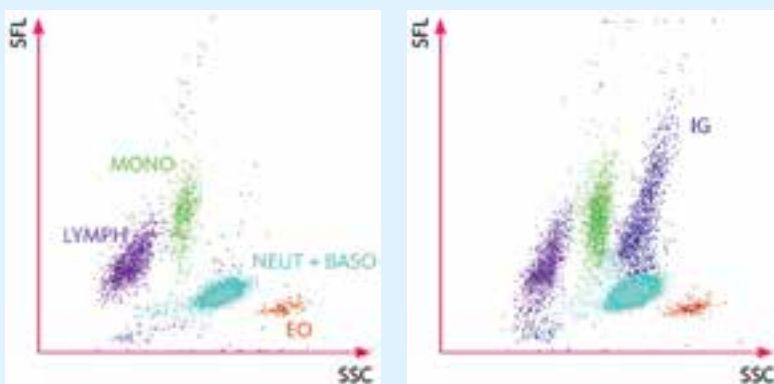 SFL
MONO
LYMPH
NEUT + BASO
EO
SSC
SFL
IG
SSC